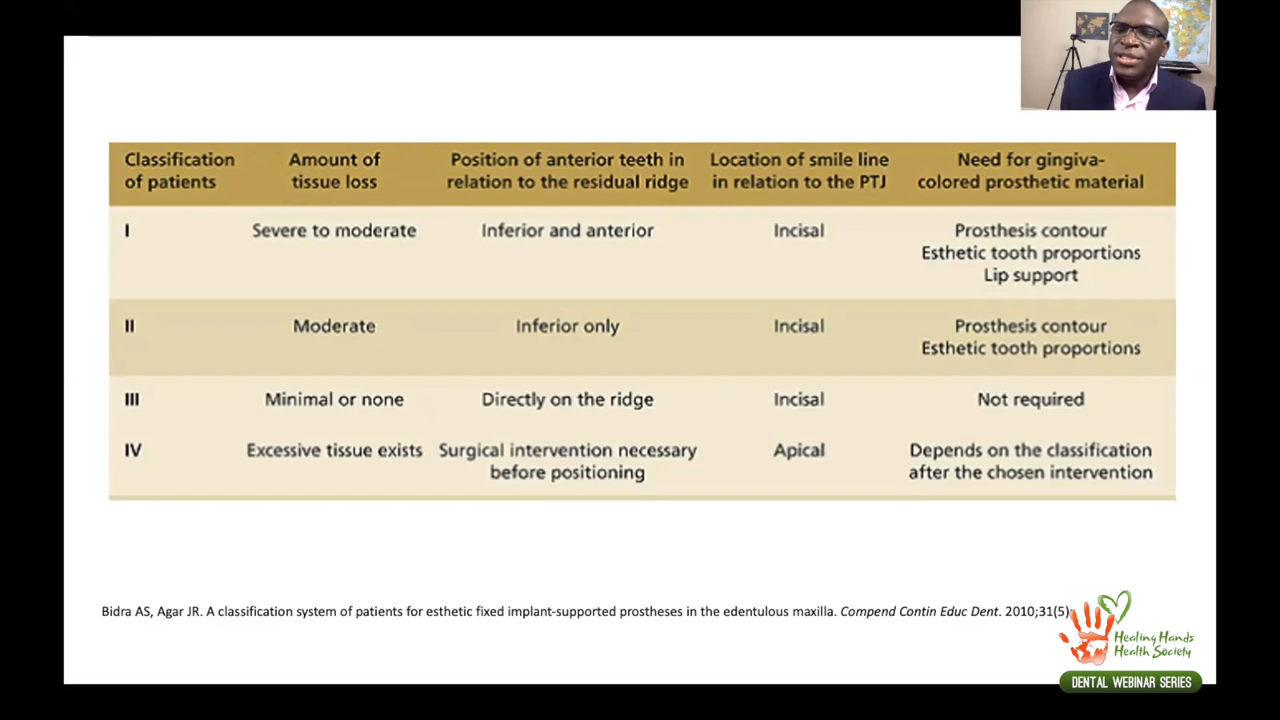 Classification of patients
Amount of tissue loss
Position of anterior teeth in relation to the residual ridge
Location of smile line in relation to the PTJ
Need for gingiva-colored prosthetic material
I
Severe to moderate
Inferior and anterior
Incisal
Prosthesis contour
Esthetic tooth proportions
Lip support
II
Moderate
Inferior only
Incisal
Prosthesis contour
Esthetic tooth proportions
III
Minimal or none
Directly on the ridge
Incisal
Not required
IV
Excessive tissue exists
Surgical intervention necessary
before positioning
Apical
Depends on the classification
after the chosen intervention
Bidra AS, Agar JR. A classification system of patients for esthetic fixed implant-supported prostheses in the edentulous maxilla. Compend Contin Educ Dent. 2010;31(5):
Healing Hands
Health Society
DENTAL WEBINAR SERIES